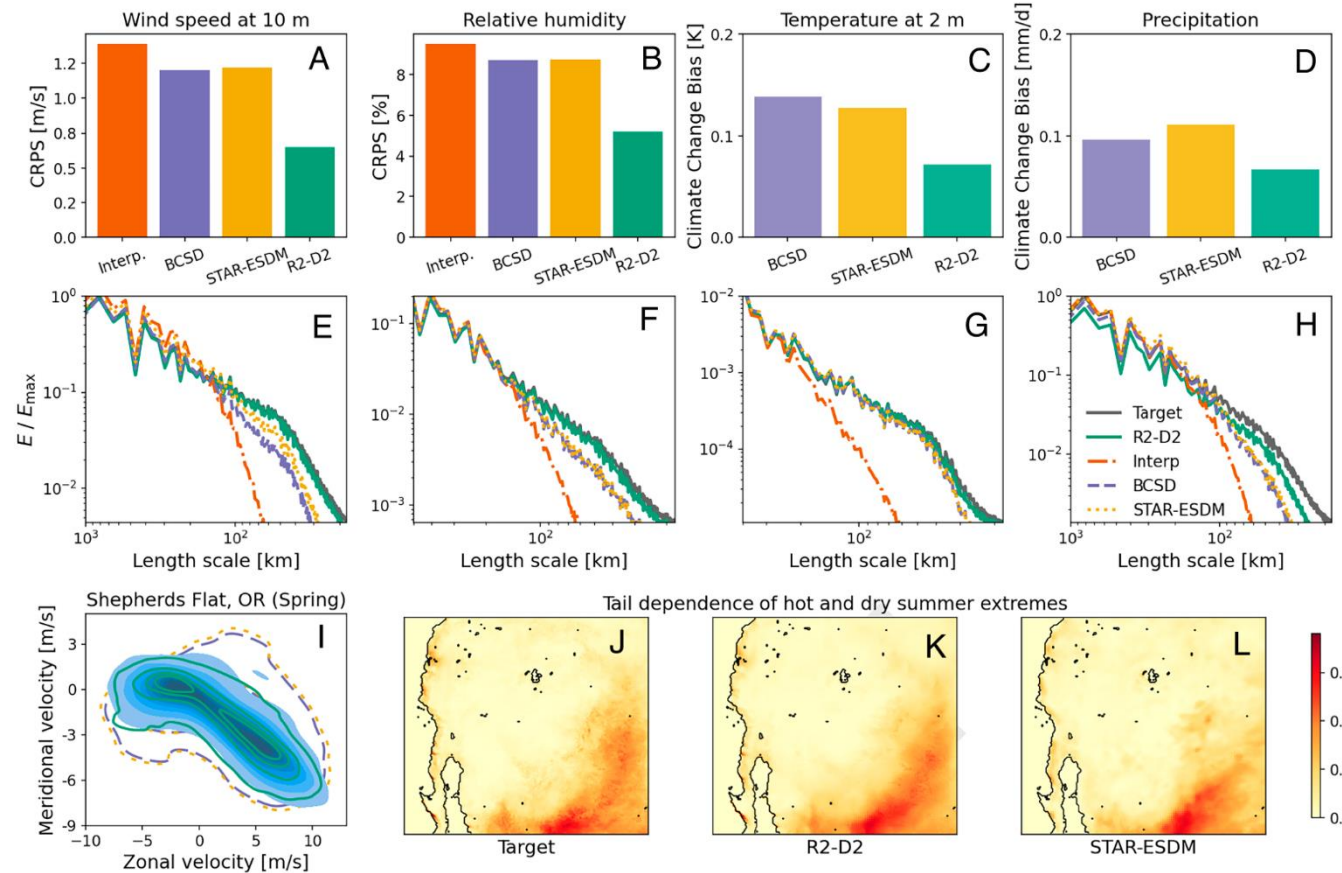 Wind speed at 10 m
Relative humidity
Temperature at 2 m
Precipitation
CRPS [m/s]
1.2
1.0
0.8
0.5
0.2
0.0
A
Interp.
BCSD
STAR-ESDM
R2-D2
CRPS [%]
8
6
4
2
0
B
Interp.
BCSD
STAR-ESDM
R2-D2
Climate Change Bias [K]
0.2
0.1
0.0
C
BCSD
STAR-ESDM
R2-D2
Climate Change Bias [mm/d]
0.2
0.1
0.0
D
BCSD
STAR-ESDM
R2-D2
E / Emax
10⁰
10⁻¹
10⁻²
E
10³
10²
Length scale [km]
10⁻¹
10⁻²
10⁻³
F
10²
Length scale [km]
10⁻²
10⁻³
10⁻⁴
G
10²
Length scale [km]
10⁰
10⁻¹
10⁻²
H
Target
R2-D2
Interp
BCSD
STAR-ESDM
10³
10²
Length scale [km]
Shepherds Flat, OR (Spring)
Meridional velocity [m/s]
3
0
-3
-6
-9
I
−10
−5
0
5
10
Zonal velocity [m/s]
Tail dependence of hot and dry summer extremes
J
Target
K
R2-D2
L
STAR-ESDM
0.
0.
0.
0.